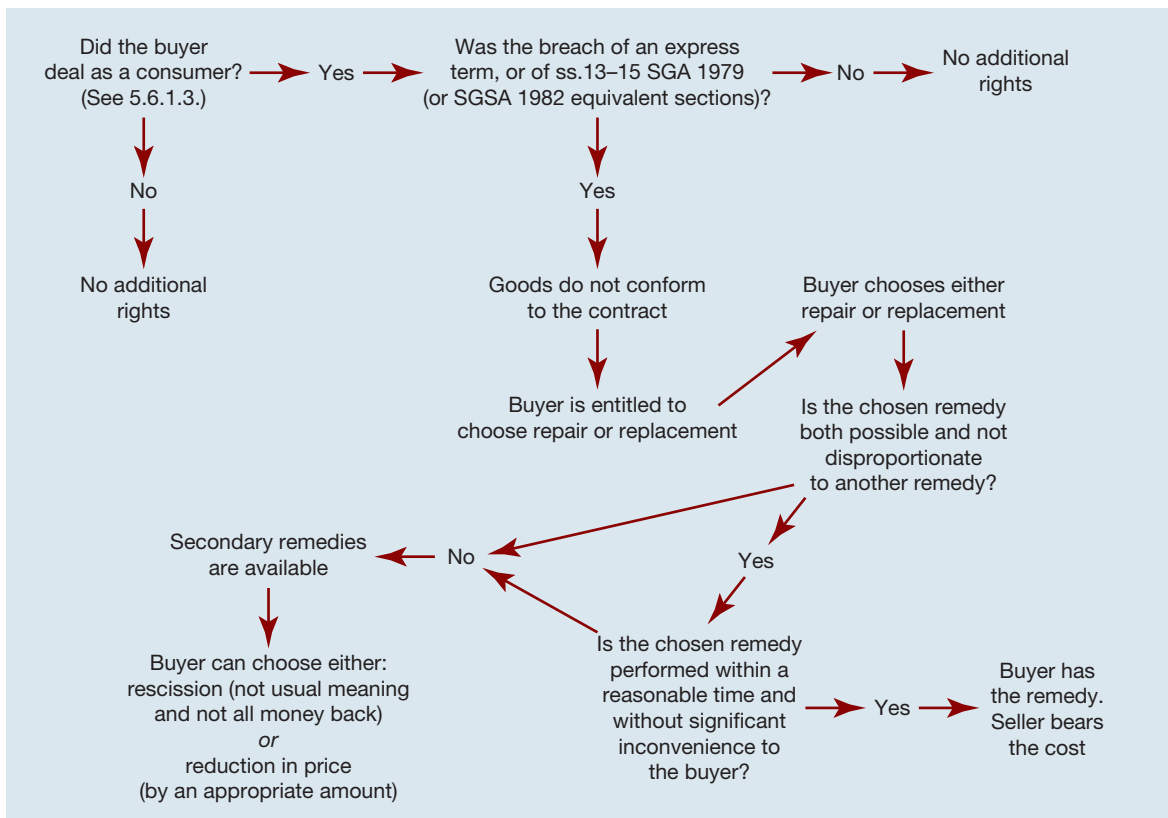 Did the buyer
deal as a consumer?
(See 5.6.1.3.)
Yes
Was the breach of an express
term, or of ss.13–15 SGA 1979
(or SGSA 1982 equivalent sections)?
No
No additional
rights
No
No additional
rights
Yes
Goods do not conform
to the contract
Buyer is entitled to
choose repair or replacement
Buyer chooses either
repair or replacement
Is the chosen remedy
both possible and not
disproportionate
to another remedy?
Yes
No
Secondary remedies
are available
Buyer can choose either:
rescission (not usual meaning
and not all money back)
or
reduction in price
(by an appropriate amount)
Is the chosen remedy
performed within a
reasonable time and
without significant
inconvenience to
the buyer?
Yes
Buyer has
the remedy.
Seller bears
the cost